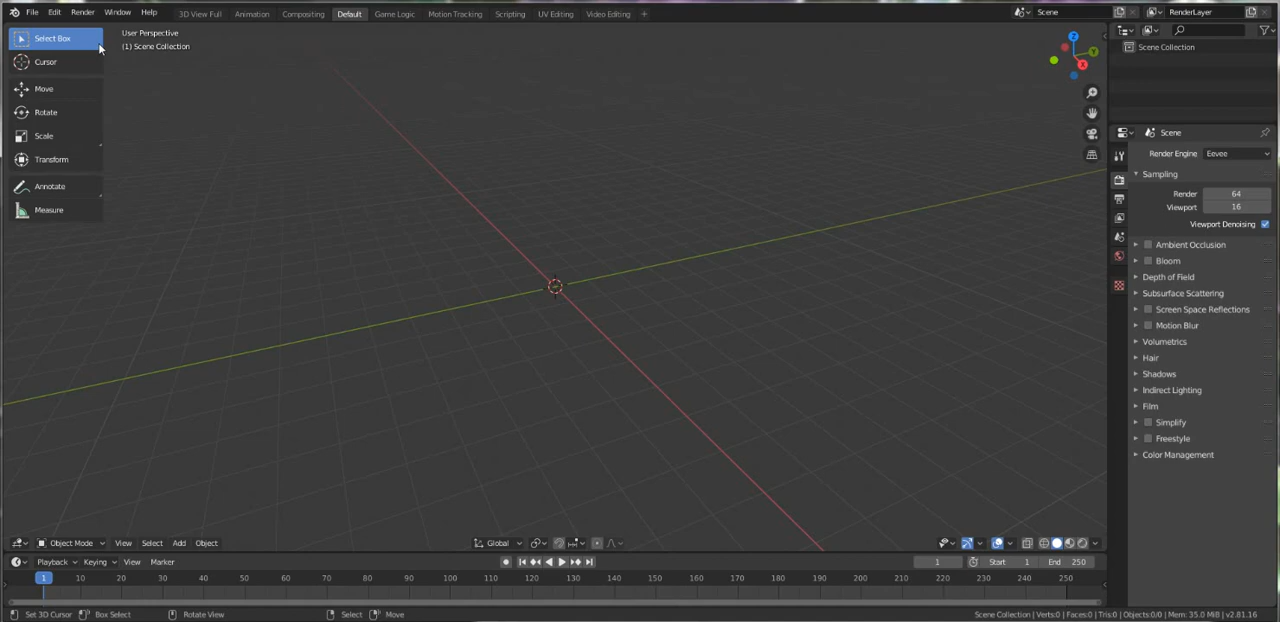 File Edit Render Window Help 3D View Full Animation Compositing Default Game Logic Motion Tracking Scripting UV Editing Video Editing + Scene RenderLayer
Select Box
Cursor
Move
Rotate
Scale
Transform
Annotate
Measure
User Perspective
(1) Scene Collection
Z
Y
X
Scene Collection
Scene
Render Engine Eevee
Sampling
Render 64
Viewport 16
Viewport Denoising
Ambient Occlusion
Bloom
Depth of Field
Subsurface Scattering
Screen Space Reflections
Motion Blur
Volumetrics
Hair
Shadows
Indirect Lighting
Film
Simplify
Freestyle
Color Management
Object Mode View Select Add Object Global
Playback Keying View Marker 1 Start 1 End 250
1 10 20 30 40 50 60 70 80 90 100 110 120 130 140 150 160 170 180 190 200 210 220 230 240 250
Set 3D Cursor Box Select Rotate View Select Move Scene Collection | Verts:0 | Faces:0 | Tris:0 | Objects:0/0 | Mem: 35.0 MiB | v2.81.16